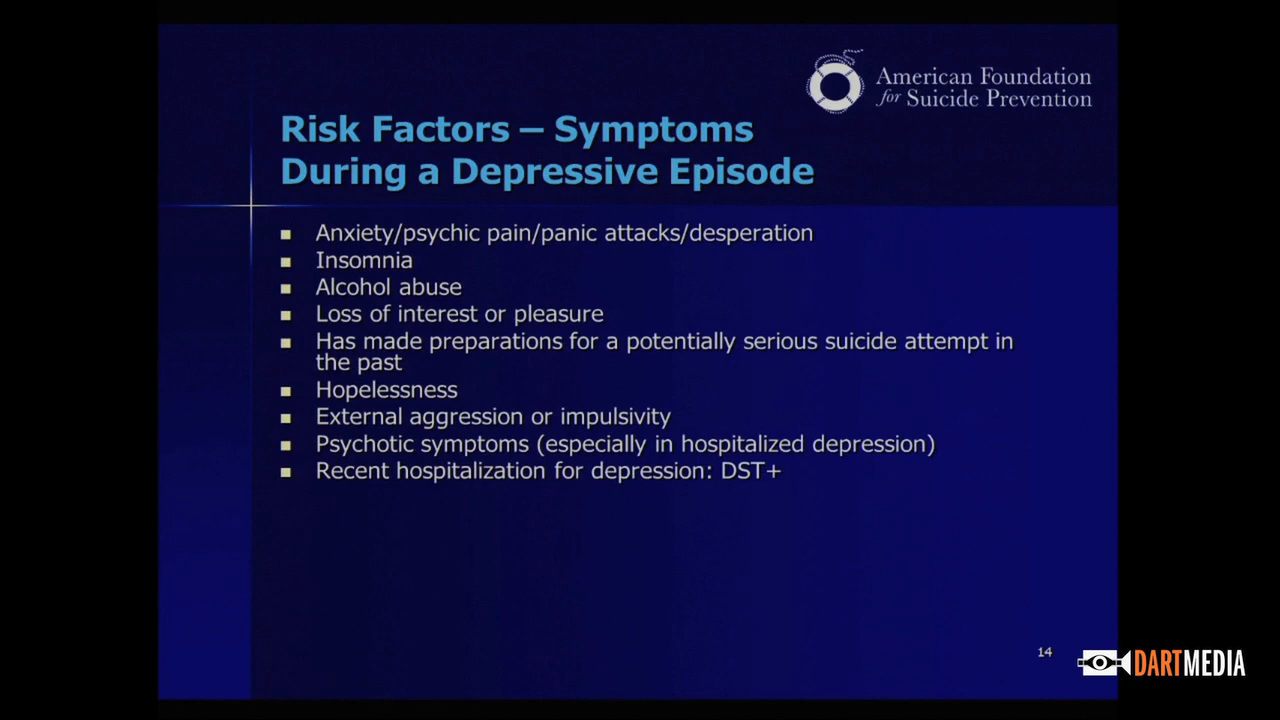 American Foundation
for Suicide Prevention
Risk Factors – Symptoms
During a Depressive Episode
Anxiety/psychic pain/panic attacks/desperation
Insomnia
Alcohol abuse
Loss of interest or pleasure
Has made preparations for a potentially serious suicide attempt in
the past
Hopelessness
External aggression or impulsivity
Psychotic symptoms (especially in hospitalized depression)
Recent hospitalization for depression: DST+
14
DARTMEDIA